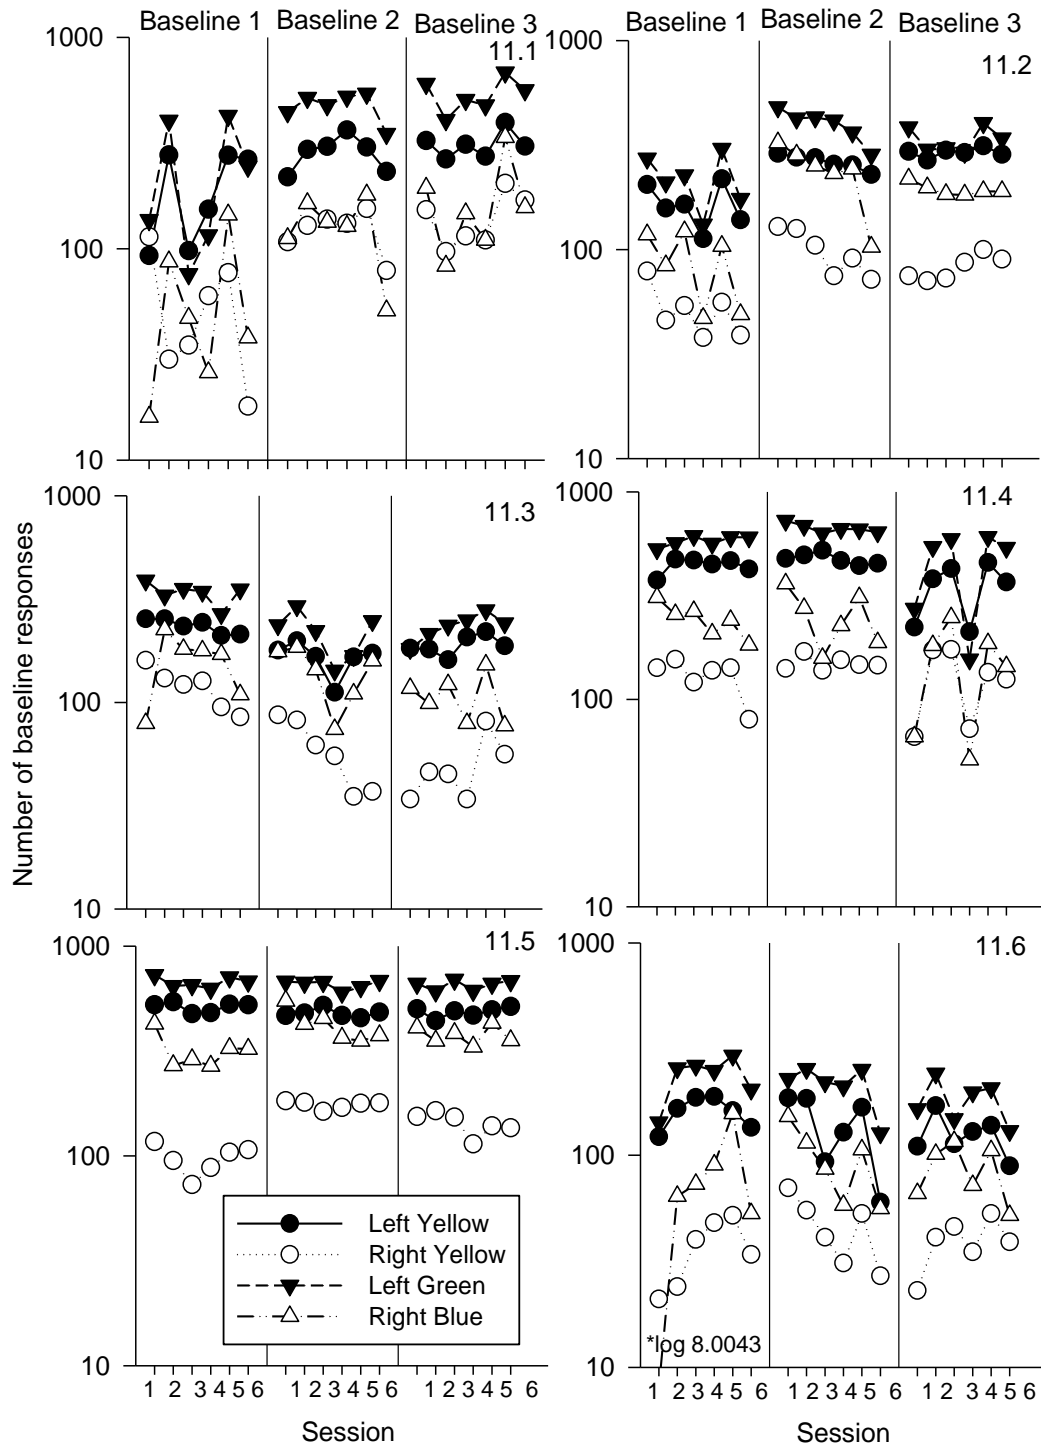 Baseline 1 Baseline 2 Baseline 3
Baseline 1 Baseline 2 Baseline 3
1000
100
10
11.1
1000
100
10
11.2
1000
100
10
11.3
1000
100
10
11.4
1000
100
10
11.5
1000
100
10
11.6
Number of baseline responses
Left Yellow
Right Yellow
Left Green
Right Blue
*log 8.0043
1 2 3 4 5 6 1 2 3 4 5 6 1 2 3 4 5 6
1 2 3 4 5 6 1 2 3 4 5 6 1 2 3 4 5 6
Session
Session